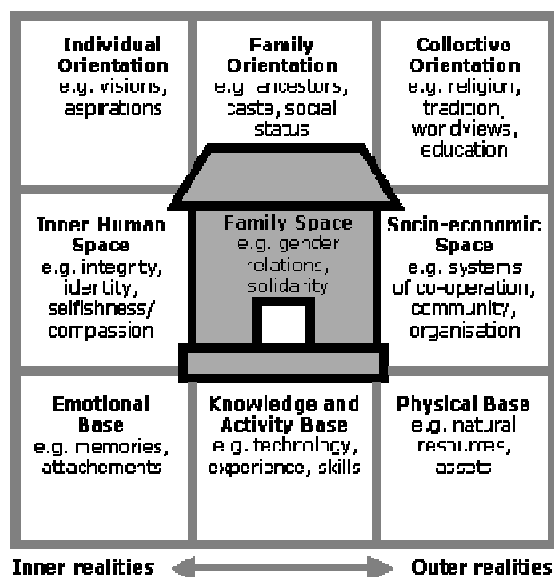 Individual
Orientation
e.g. visions,
aspirations
Family
Orientation
e.g. ancestors,
caste, social
status
Collective
Orientation
e.g. religion,
tradition,
worldviews,
education
Inner Human
Space
e.g. integrity,
identity,
selfishness/
compassion
Family Space
e.g. gender
relations,
solidarity
Socio-economic
Space
e.g. systems
of co-operation,
community,
organisation
Emotional
Base
e.g. memories,
attachements
Knowledge and
Activity Base
e.g. technology,
experience, skills
Physical Base
e.g. natural
resources,
assets
Inner realities
Outer realities